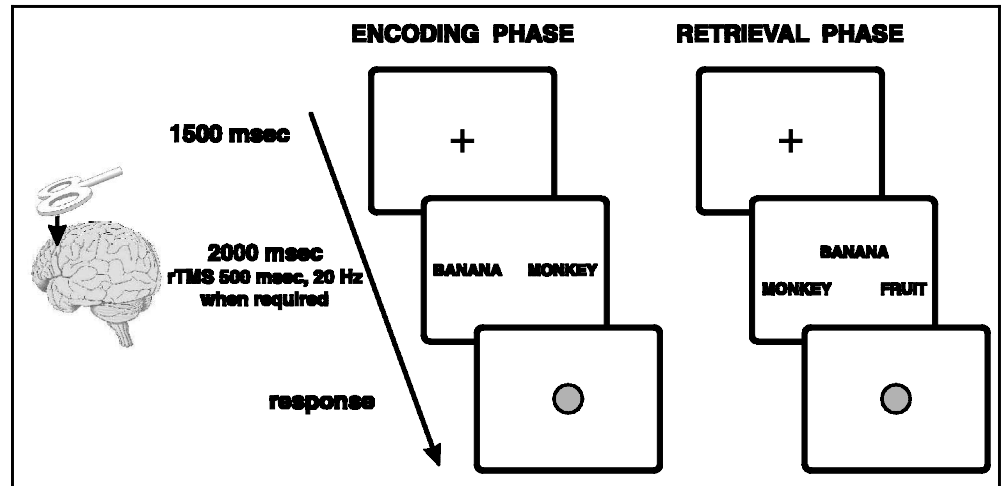 ENCODING PHASE
RETRIEVAL PHASE
1500 msec
+
+
2000 msec
rTMS 500 msec, 20 Hz
when required
BANANA MONKEY
BANANA
MONKEY FRUIT
response